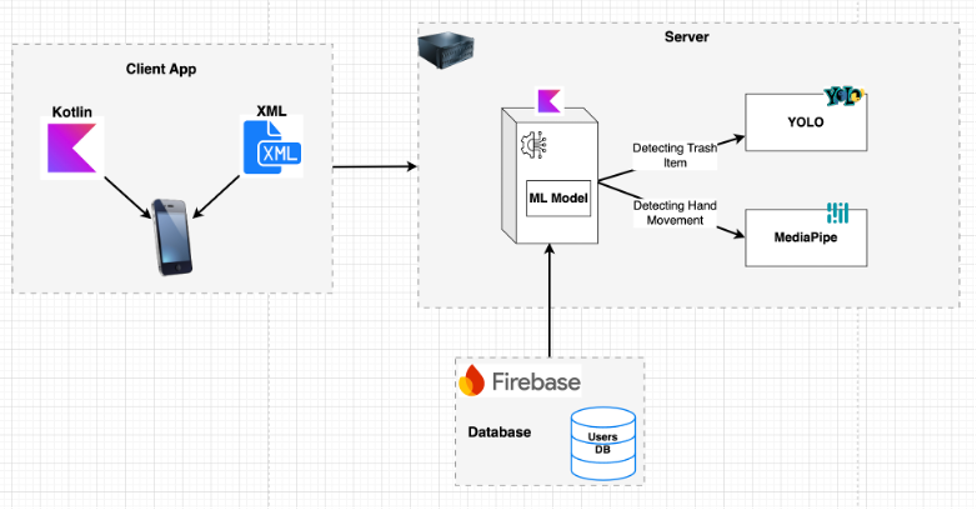 Client App
Kotlin
XML
XML
Server
ML Model
Detecting Trash
Item
Detecting Hand
Movement
YOLO
YOLO
MediaPipe
Firebase
Database
Users
DB